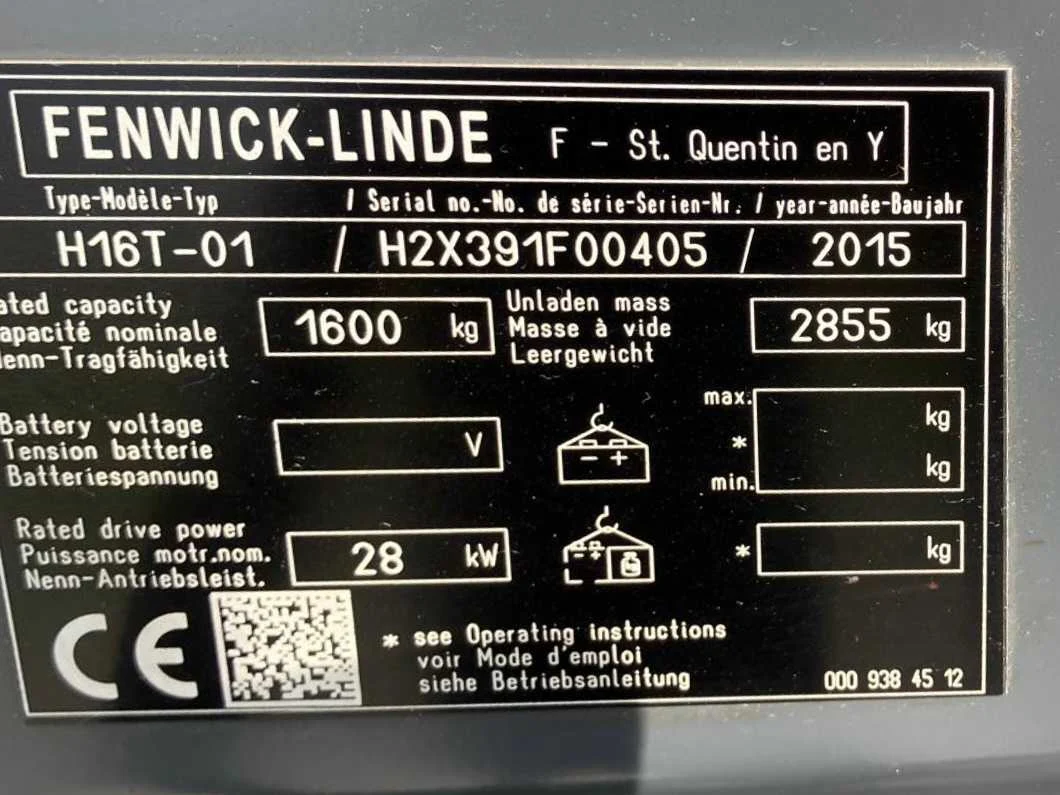 FENWICK-LINDE F - St. Quentin en Y
Type-Modèle-Typ / Serial no.-No. de série-Serien-Nr. / year-année-Baujahr
H16T-01 / H2X391F00405 / 2015
ated capacity
apacité nominale
enn-Tragfähigkeit
1600 kg
Unladen mass
Masse à vide
Leergewicht
2855 kg
Battery voltage
Tension batterie
Batteriespannung
V
- +
max. kg
*
min. kg
Rated drive power
Puissance motr.nom.
Nenn-Antriebsleist.
28 kW
- +
* kg
CE
* see Operating instructions
voir Mode d'emploi
siehe Betriebsanleitung
000 938 45 12